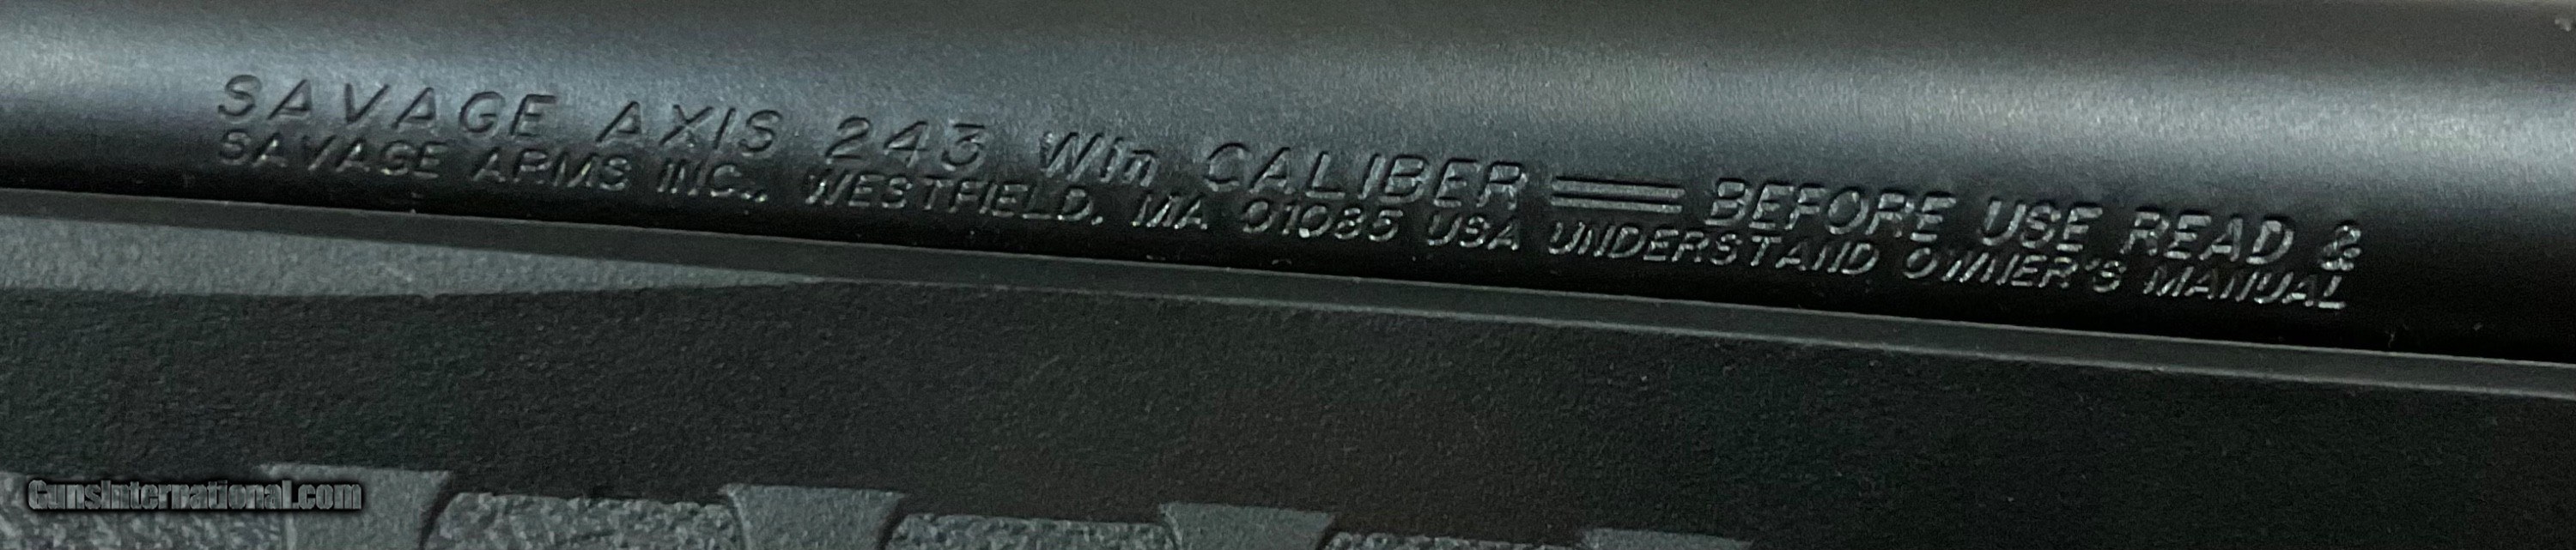 SAVAGE AXIS 243 Win CALIBER == BEFORE USE READ &
SAVAGE ARMS INC., WESTFIELD, MA 01085 USA UNDERSTAND OWNER'S MANUAL
GunsInternational.com